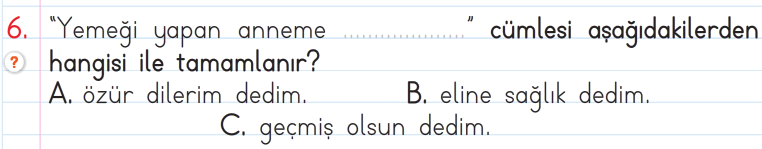 6. "Yemeği yapan anneme ....................." cümlesi aşağıdakilerden
? hangisi ile tamamlanır?
A. özür dilerim dedim. B. eline sağlık dedim.
C. geçmiş olsun dedim.